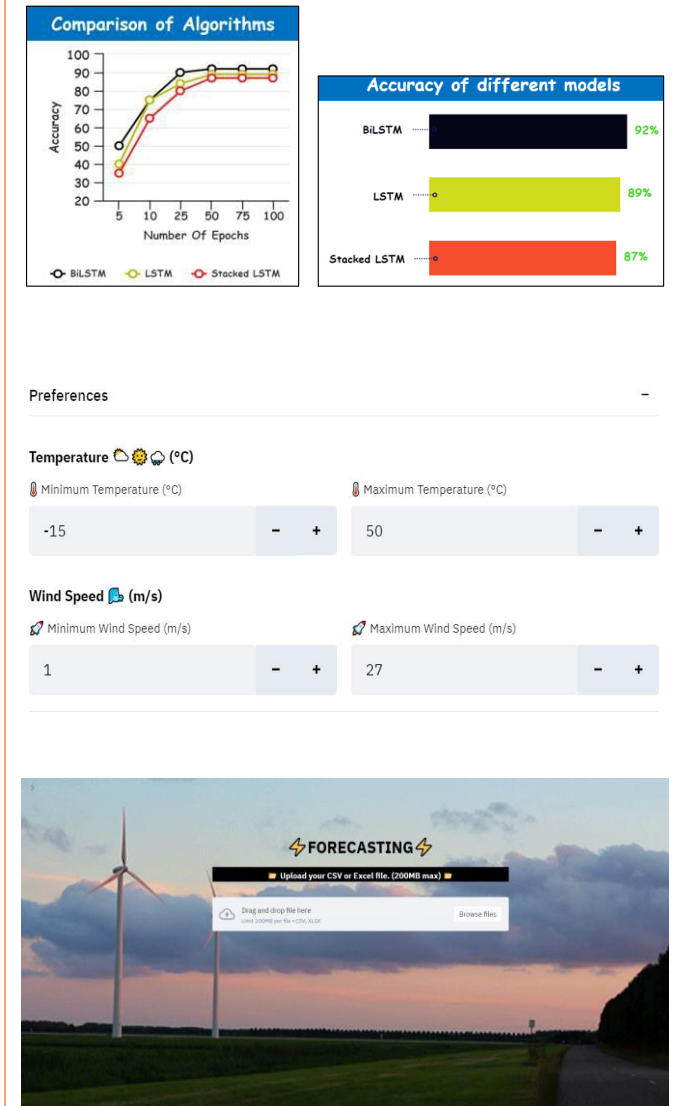 Comparison of Algorithms
100
90
80
70
60
50
40
30
20
Accuracy
5 10 25 50 75 100
Number Of Epochs
BiLSTM LSTM Stacked LSTM
Accuracy of different models
BiLSTM 92%
LSTM 89%
Stacked LSTM 87%
Preferences −
Temperature ⛅🌞🌧 (°C)
🌡 Minimum Temperature (°C) 🌡 Maximum Temperature (°C)
-15 − + 50 − +
Wind Speed 🌬 (m/s)
🚀 Minimum Wind Speed (m/s) 🚀 Maximum Wind Speed (m/s)
1 − + 27 − +
⚡FORECASTING⚡
📂 Upload your CSV or Excel file. (200MB max) 📂
Drag and drop file here
Limit 200MB per file • CSV, XLSX
Browse files